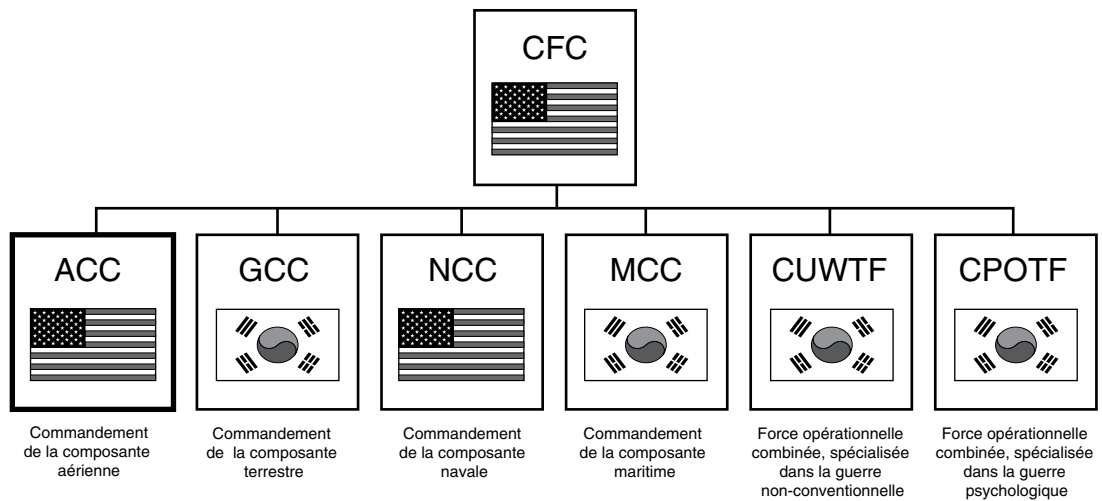 CFC
ACC
GCC
NCC
MCC
CUWTF
CPOTF
Commandement
de la composante
aérienne
Commandement
de la composante
terrestre
Commandement
de la composante
navale
Commandement
de la composante
maritime
Force opérationnelle
combinée, spécialisée
dans la guerre
non-conventionnelle
Force opérationnelle
combinée, spécialisée
dans la guerre
psychologique